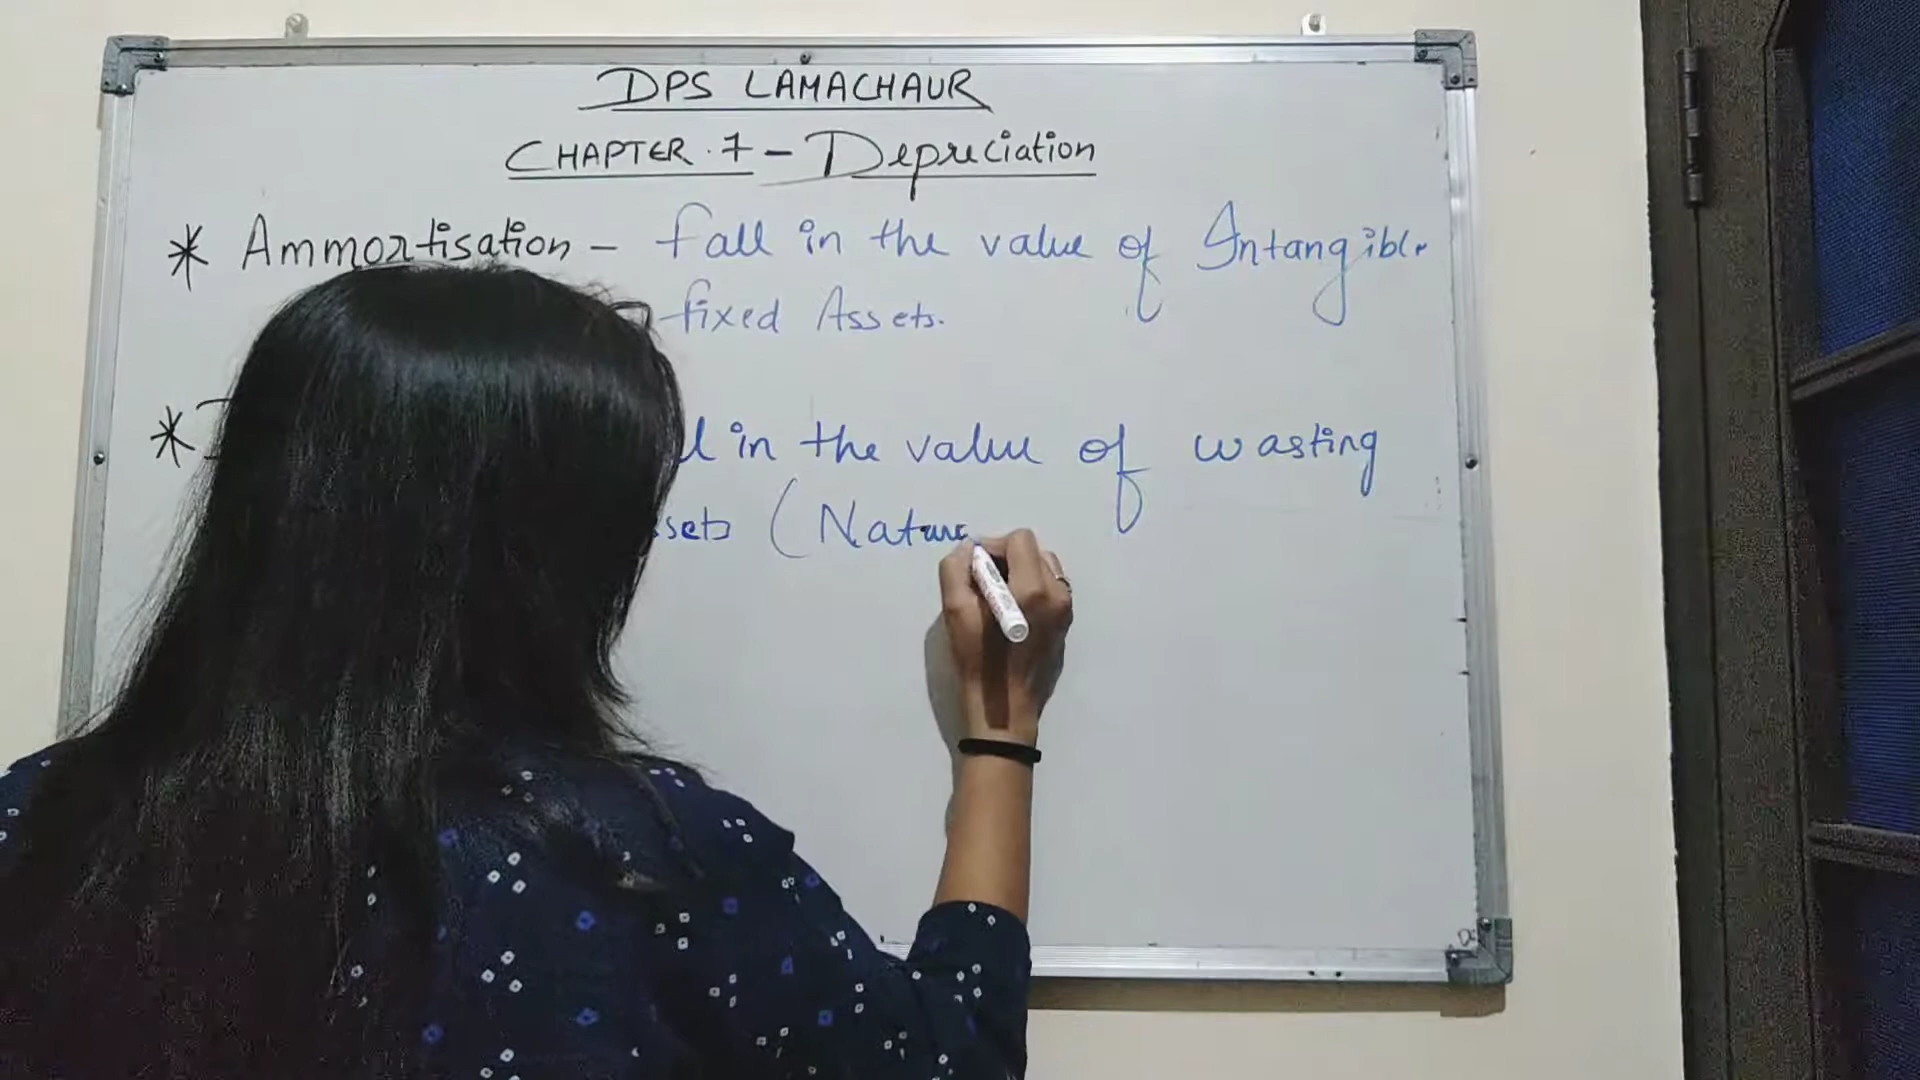 DPS LAMACHAUR
CHAPTER.7 - Depreciation
* Ammortisation - fall in the value of Intangible
fixed Assets.
* in the value of wasting
(Natur